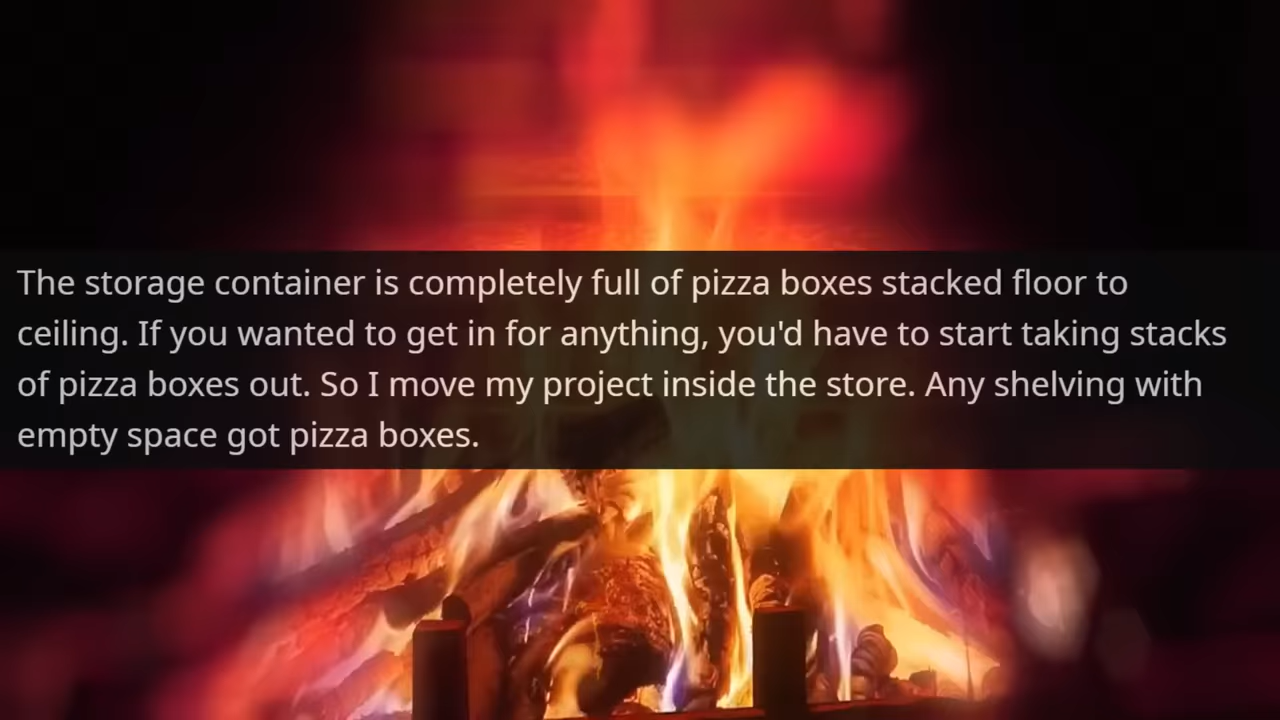 The storage container is completely full of pizza boxes stacked floor to
ceiling. If you wanted to get in for anything, you'd have to start taking stacks
of pizza boxes out. So I move my project inside the store. Any shelving with
empty space got pizza boxes.